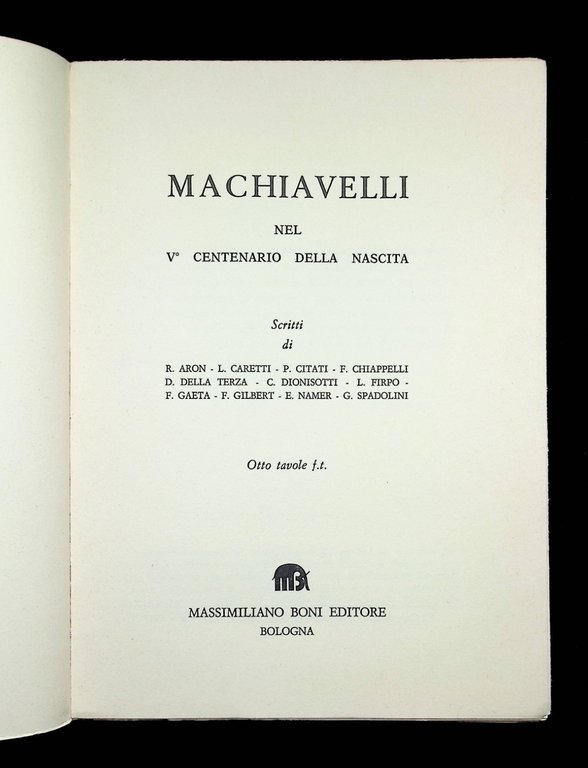 MACHIAVELLI
NEL
V° CENTENARIO DELLA NASCITA
Scritti
di
R. ARON - L. CARETTI - P. CITATI - F. CHIAPPELLI
D. DELLA TERZA - C. DIONISOTTI - L. FIRPO -
F. GAETA - F. GILBERT - E. NAMER - G. SPADOLINI
Otto tavole f.t.
MBE
MASSIMILIANO BONI EDITORE
BOLOGNA